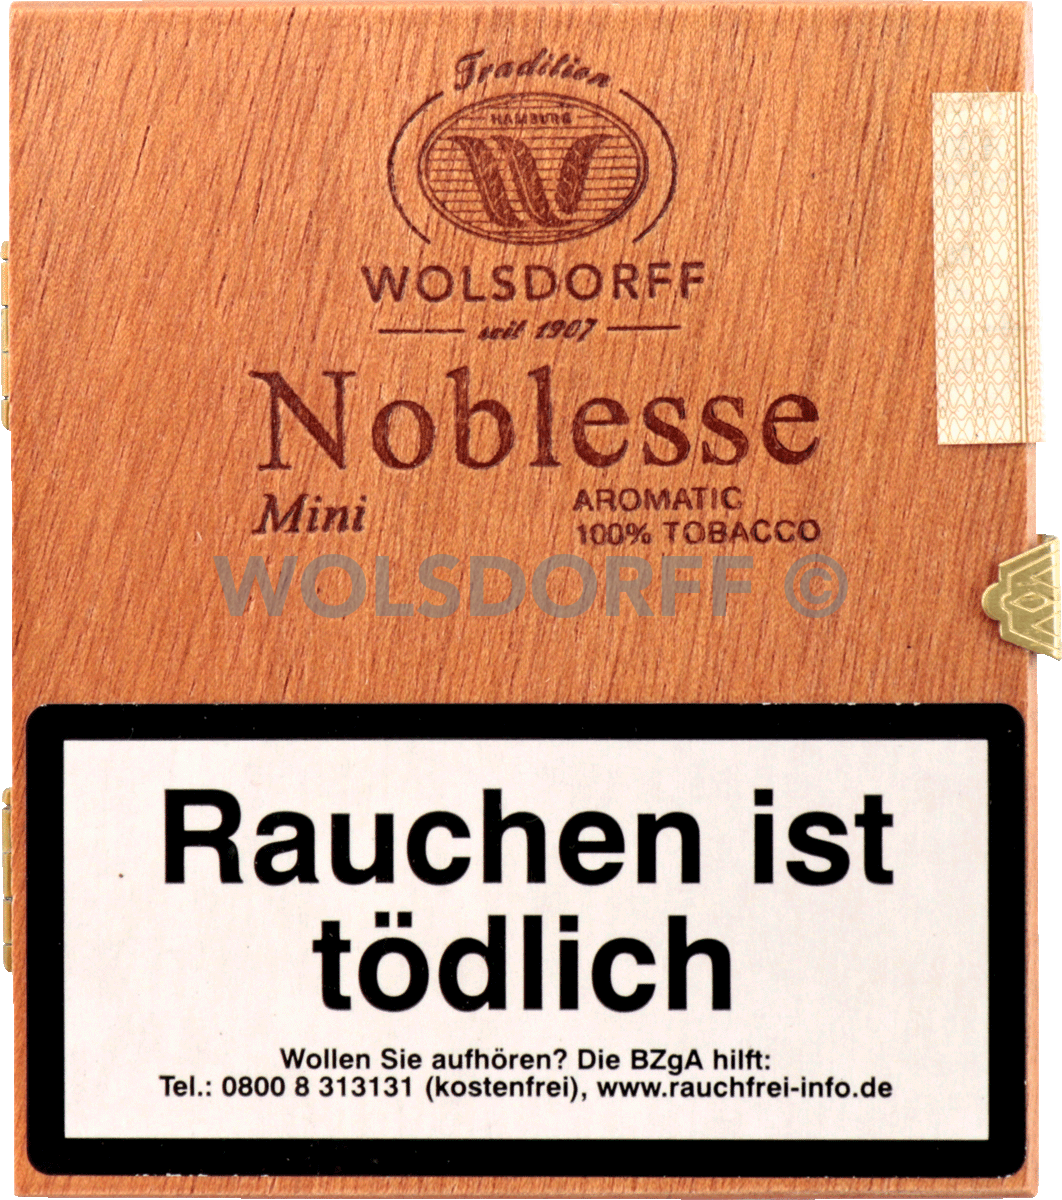 Tradition
HAMBURG
W
WOLSDORFF
seit 1907
Noblesse
Mini
AROMATIC
100% TOBACCO
WOLSDORFF ©
Rauchen ist
tödlich
Wollen Sie aufhören? Die BZgA hilft:
Tel.: 0800 8 313131 (kostenfrei), www.rauchfrei-info.de